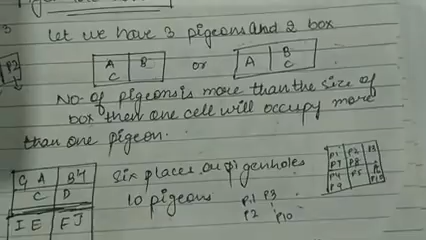 Let we have 3 pigeons and 2 box
P2
A B or A B
C C
No. of pigeons is more than the size of
box then one cell will occupy more
than one pigeon.
G A B
C D
I E F J
Six places or pigenholes
10 pigeons
P1 P3
P2 P10
P1 P2 P3
P7 P8
P4 P5
P9 P10